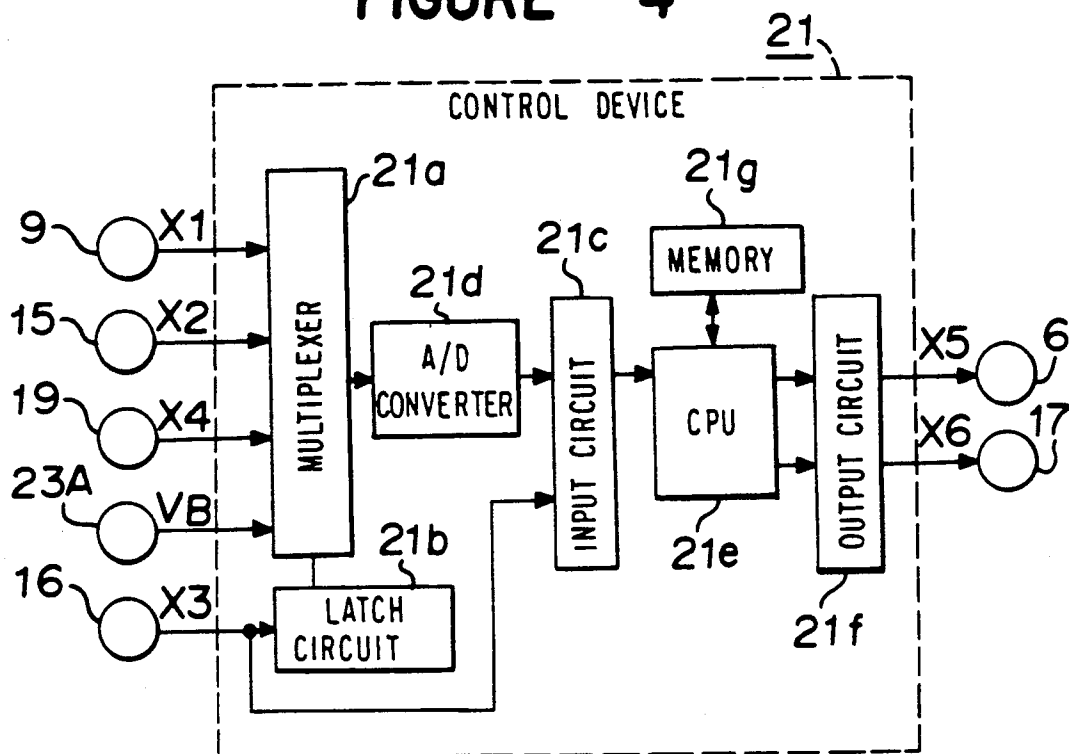 FIGURE 4
21
CONTROL DEVICE
21a
21g
9
X1
21c
MEMORY
15
X2
21d
A/D
CONVERTER
MULTIPLEXER
INPUT CIRCUIT
CPU
OUTPUT CIRCUIT
X5
6
19
X4
X6
17
23A
VB
21b
21e
16
X3
LATCH
CIRCUIT
21f